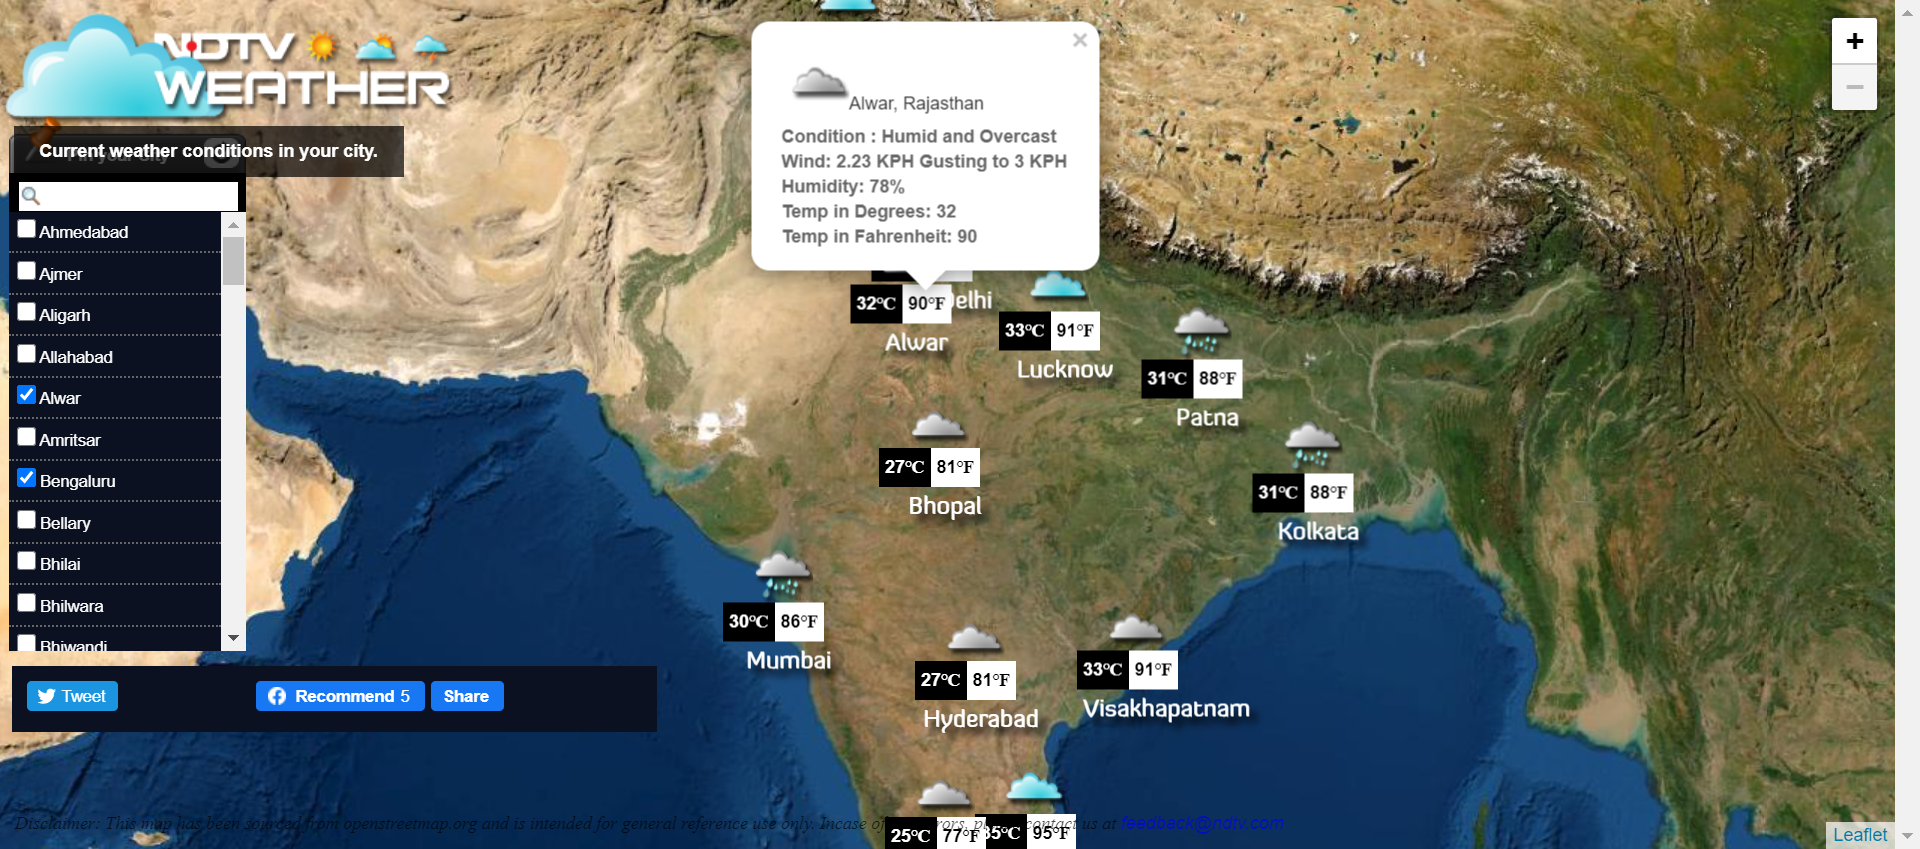 NDTV
WEATHER
Current weather conditions in your city.
Ahmedabad
Ajmer
Aligarh
Allahabad
Alwar
Amritsar
Bengaluru
Bellary
Bhilai
Bhilwara
Bhiwandi
Tweet
Recommend 5
Share
×
Alwar, Rajasthan
Condition : Humid and Overcast
Wind: 2.23 KPH Gusting to 3 KPH
Humidity: 78%
Temp in Degrees: 32
Temp in Fahrenheit: 90
+
−
elhi
32°C 90°F
Alwar
33°C 91°F
Lucknow
31°C 88°F
Patna
27°C 81°F
Bhopal
31°C 88°F
Kolkata
30°C 86°F
Mumbai
27°C 81°F
Hyderabad
33°C 91°F
Visakhapatnam
25°C 77°F
35°C 95°F
Disclaimer: This map has been sourced from openstreetmap.org and is intended for general reference use only. Incase of rors, contact us at feedback@ndtv.com
Leaflet